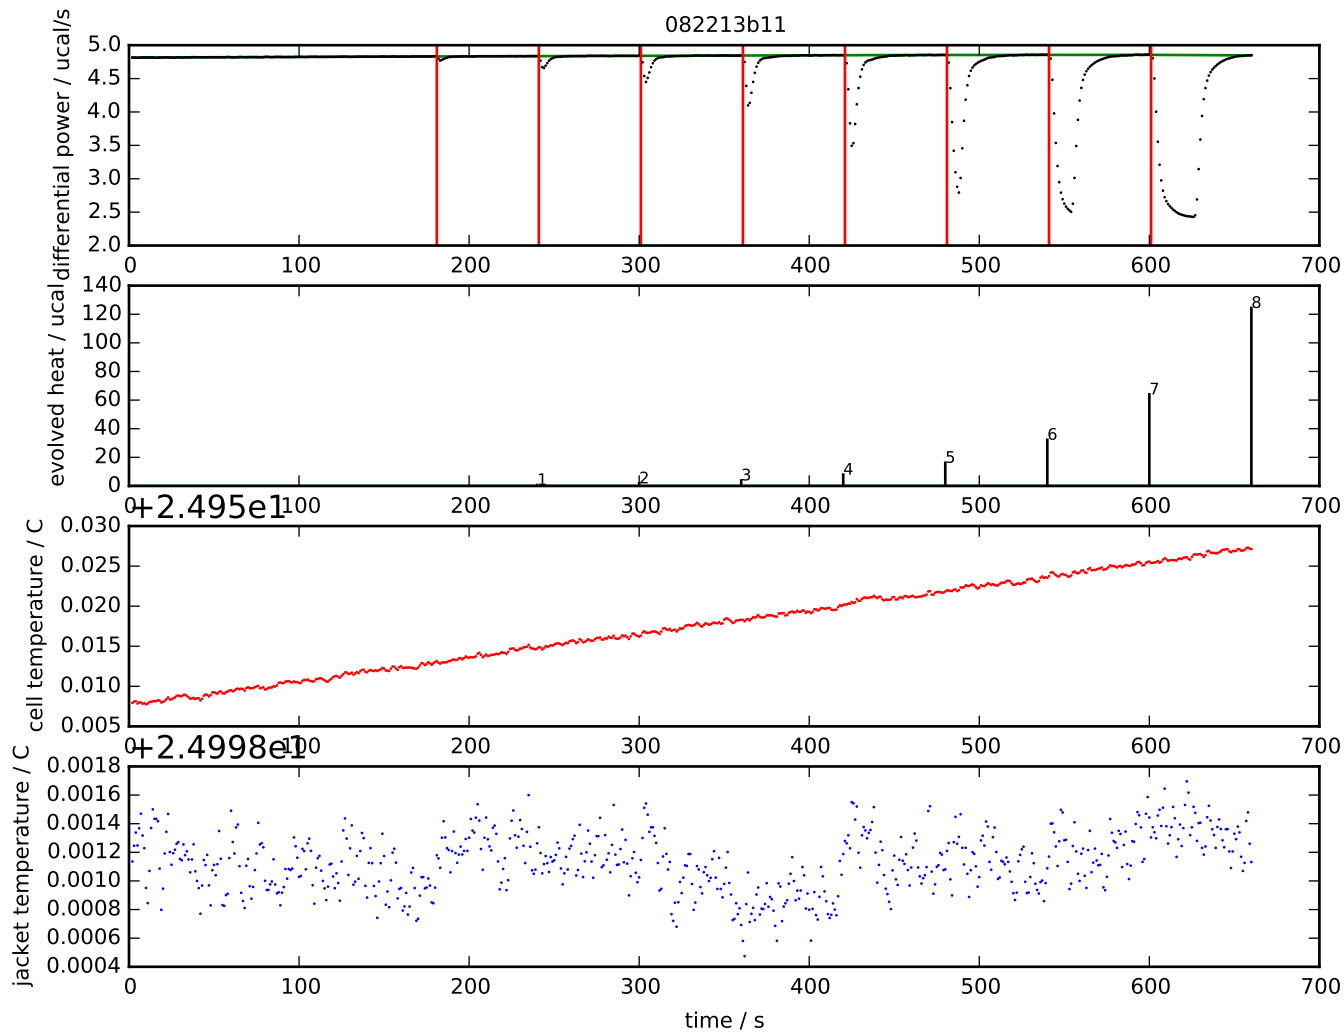 082213b11
differential power / ucal/s
5.0
4.5
4.0
3.5
3.0
2.5
2.0
0 100 200 300 400 500 600 700
evolved heat / ucal
140
120
100
80
60
40
20
0
1 2 3 4 5 6 7 8
0 100 200 300 400 500 600 700
+2.495e1
cell temperature / C
0.030
0.025
0.020
0.015
0.010
0.005
0 100 200 300 400 500 600 700
+2.4998e1
jacket temperature / C
0.0018
0.0016
0.0014
0.0012
0.0010
0.0008
0.0006
0.0004
0 100 200 300 400 500 600 700
time / s